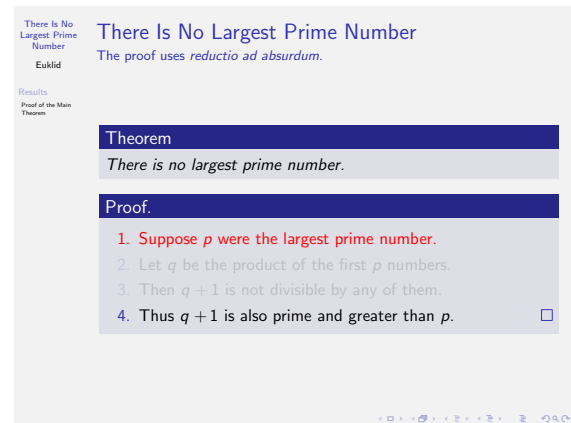 There Is No
Largest Prime
Number
Euklid
Results
Proof of the Main
Theorem
There Is No Largest Prime Number
The proof uses reductio ad absurdum.
Theorem
There is no largest prime number.
Proof.
1. Suppose p were the largest prime number.
2. Let q be the product of the first p numbers.
3. Then q + 1 is not divisible by any of them.
4. Thus q + 1 is also prime and greater than p.